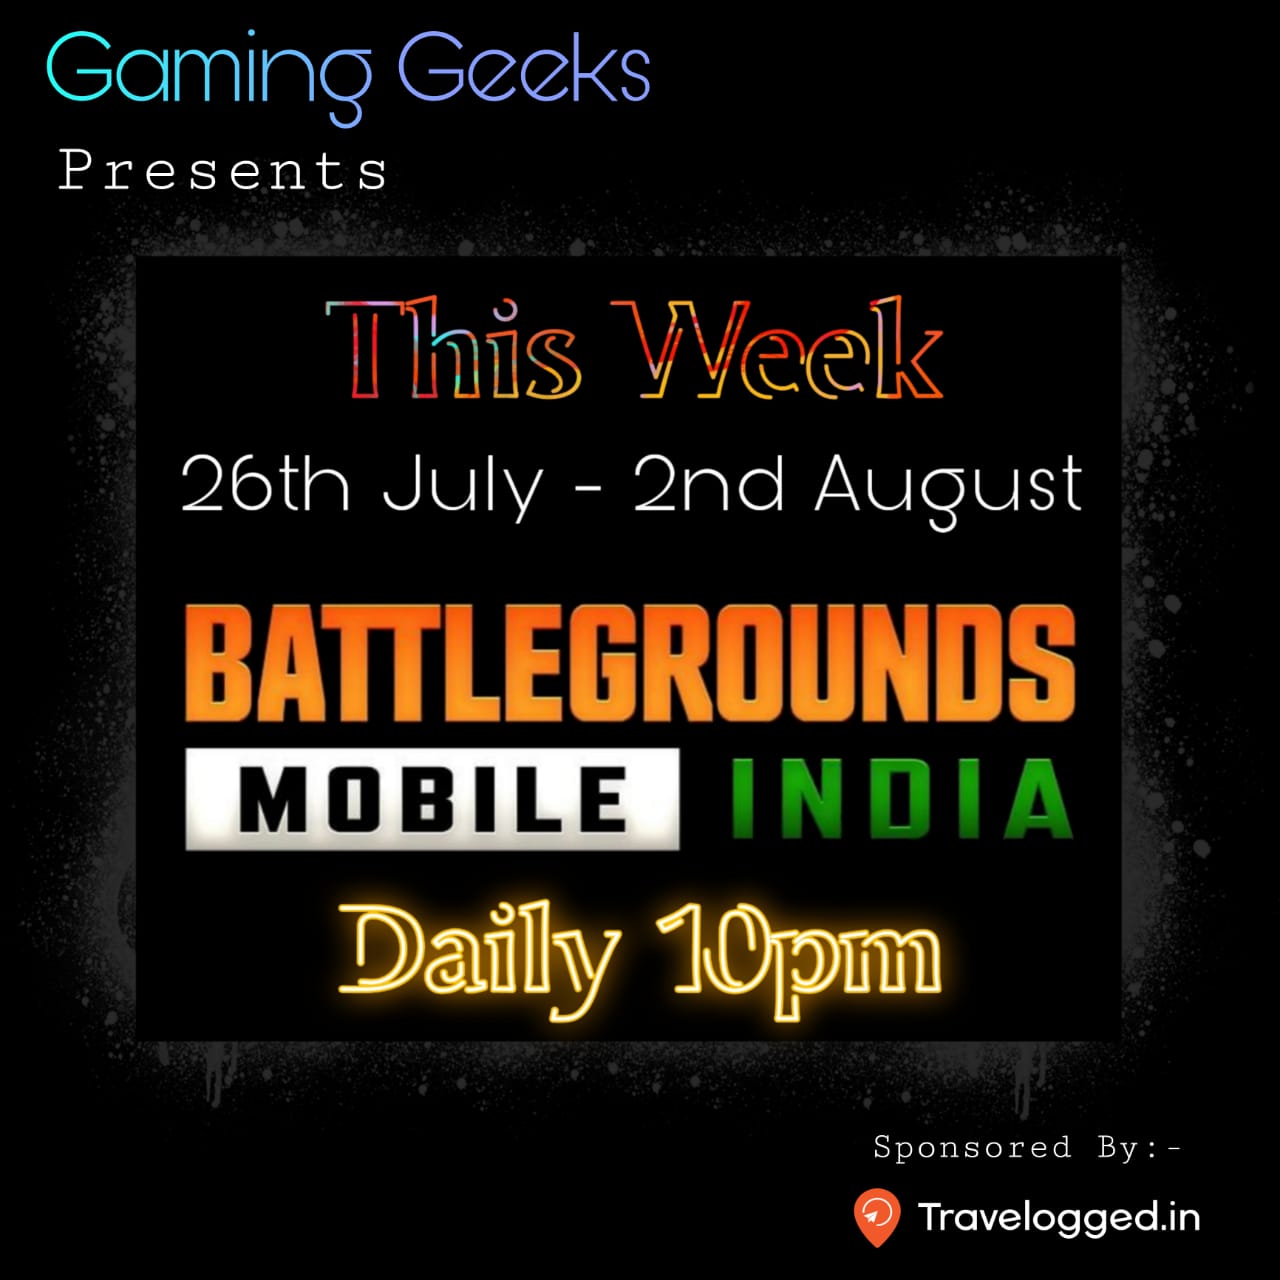 Gaming Geeks
Presents
This Week
26th July - 2nd August
BATTLEGROUNDS
MOBILE INDIA
Daily 10pm
Sponsored By:-
Travelogged.in